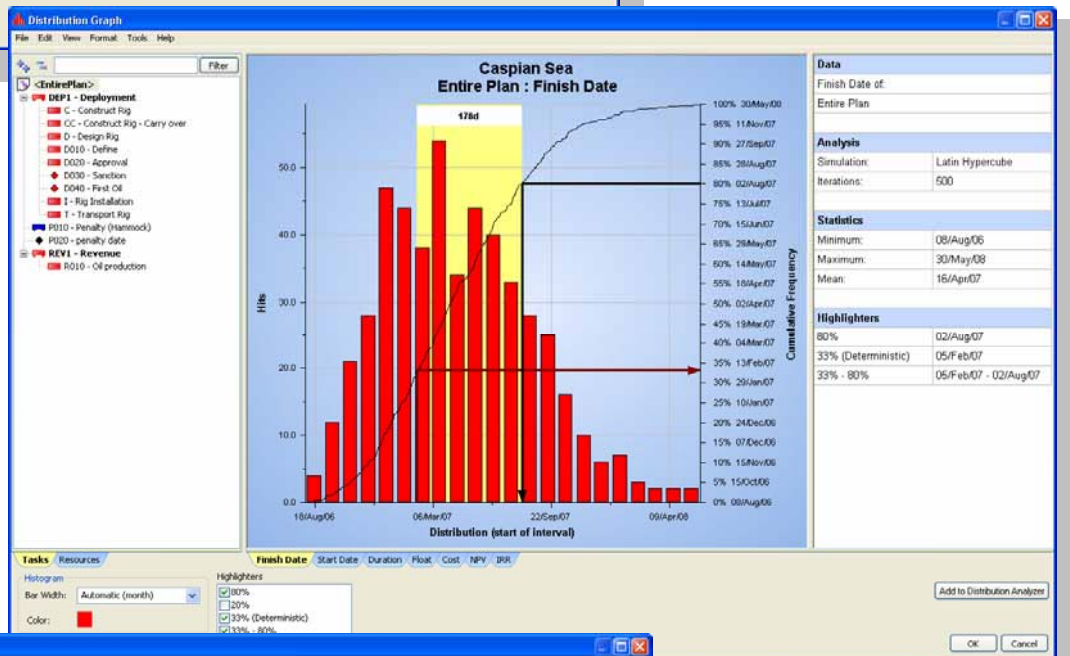 Distribution Graph
File Edit View Format Tools Help
Filter
<EntirePlan>
DEP1 - Deployment
C - Construct Rig
CC - Construct Rig - Carry over
D - Design Rig
D010 - Define
D020 - Approval
D030 - Sanction
D040 - First Oil
I - Rig Installation
T - Transport Rig
P010 - Penalty (Hammock)
P020 - penalty date
REV1 - Revenue
R010 - Oil production
Caspian Sea
Entire Plan : Finish Date
178d
Hits
50.0
40.0
30.0
20.0
10.0
0.0
18/Aug/06
06/Mar/07
22/Sep/07
09/Apr/08
Distribution (start of interval)
100% 30/May/08
95% 11/Nov/07
90% 27/Sep/07
85% 28/Aug/07
80% 02/Aug/07
75% 13/Jul/07
70% 15/Jun/07
65% 29/May/07
60% 14/May/07
55% 18/Apr/07
50% 02/Apr/07
45% 19/Mar/07
40% 04/Mar/07
35% 13/Feb/07
30% 29/Jan/07
25% 10/Jan/07
20% 24/Dec/06
15% 07/Dec/06
10% 15/Nov/06
5% 15/Oct/06
0% 08/Aug/06
Cumulative Frequency
Data
Finish Date of:
Entire Plan
Analysis
Simulation: Latin Hypercube
Iterations: 500
Statistics
Minimum: 08/Aug/06
Maximum: 30/May/08
Mean: 16/Apr/07
Highlighters
80% 02/Aug/07
33% (Deterministic) 05/Feb/07
33% - 80% 05/Feb/07 - 02/Aug/07
Tasks Resources
Finish Date Start Date Duration Float Cost NPV IRR
Histogram
Bar Width: Automatic (month)
Color:
Highlighters
80%
20%
33% (Deterministic)
33% - 80%
Add to Distribution Analyzer
OK Cancel